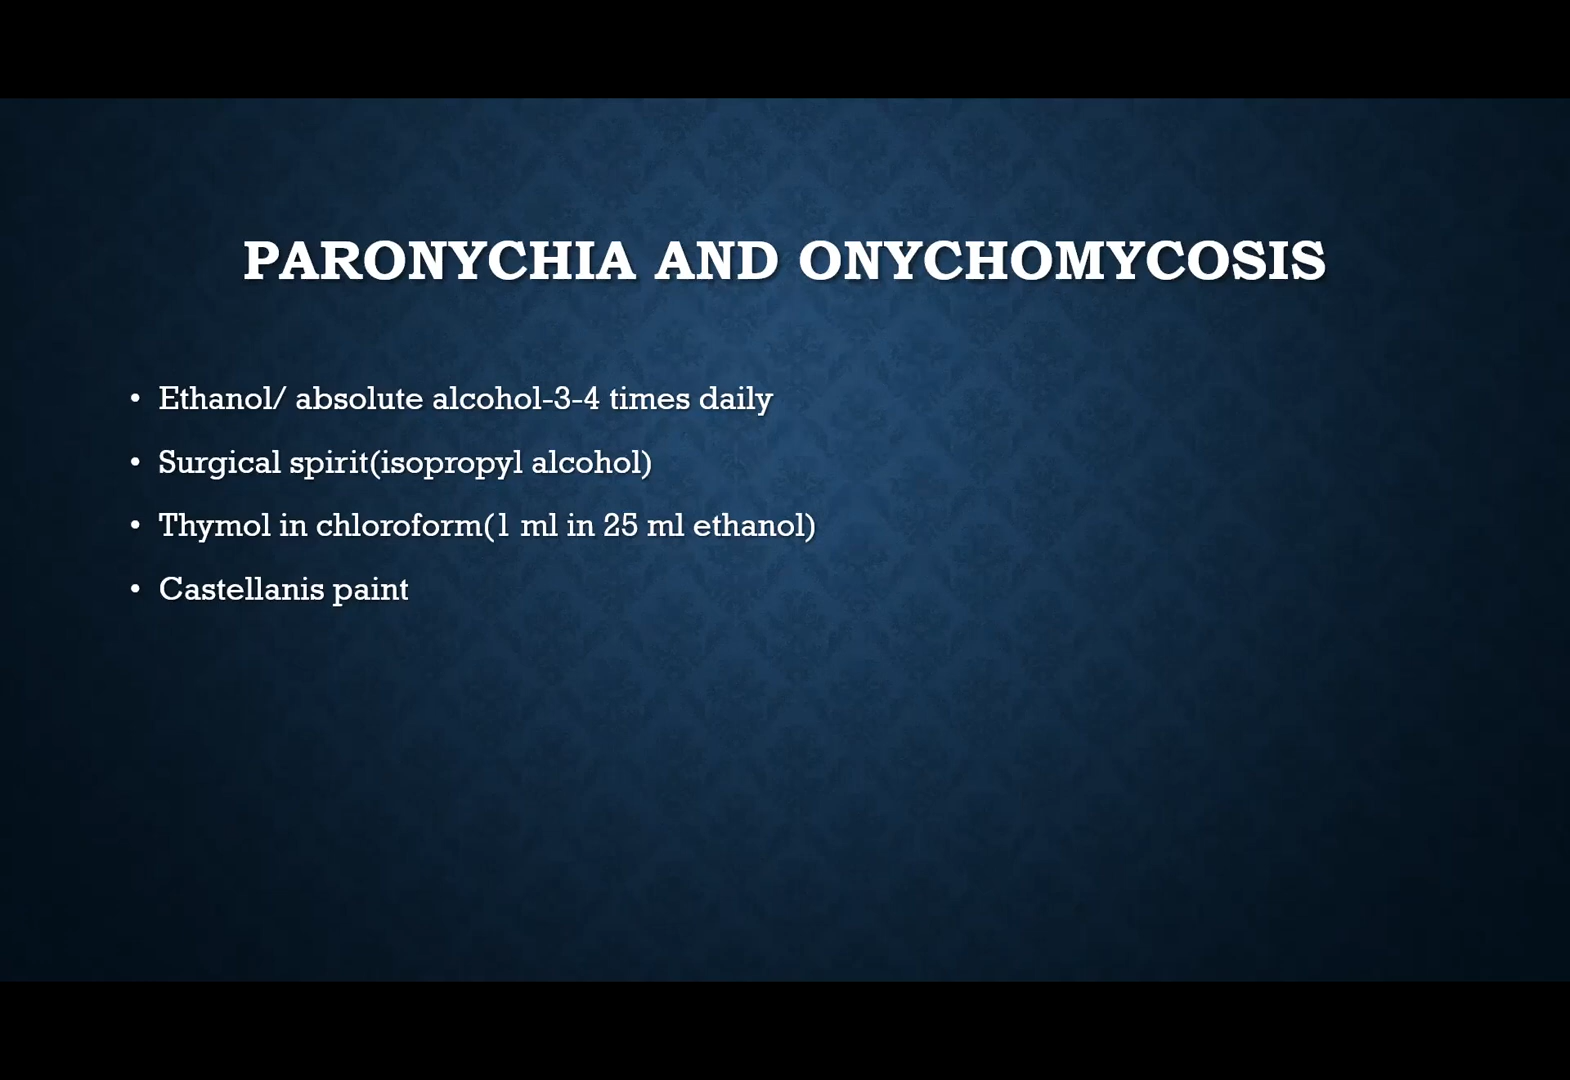 PARONYCHIA AND ONYCHOMYCOSIS
• Ethanol/ absolute alcohol-3-4 times daily
• Surgical spirit(isopropyl alcohol)
• Thymol in chloroform(1 ml in 25 ml ethanol)
• Castellanis paint